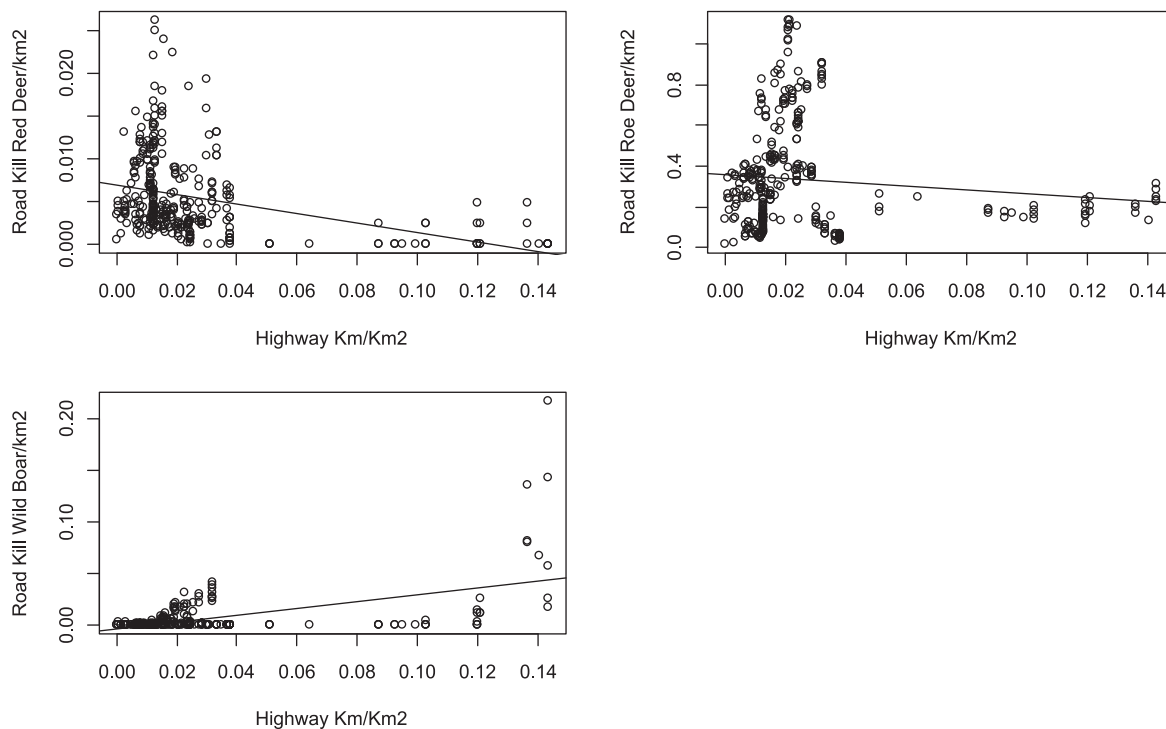 Road Kill Red Deer/km2
0.020
0.010
0.000
0.00 0.02 0.04 0.06 0.08 0.10 0.12 0.14
Highway Km/Km2
Road Kill Roe Deer/km2
0.8
0.4
0.0
0.00 0.02 0.04 0.06 0.08 0.10 0.12 0.14
Highway Km/Km2
Road Kill Wild Boar/km2
0.20
0.10
0.00
0.00 0.02 0.04 0.06 0.08 0.10 0.12 0.14
Highway Km/Km2